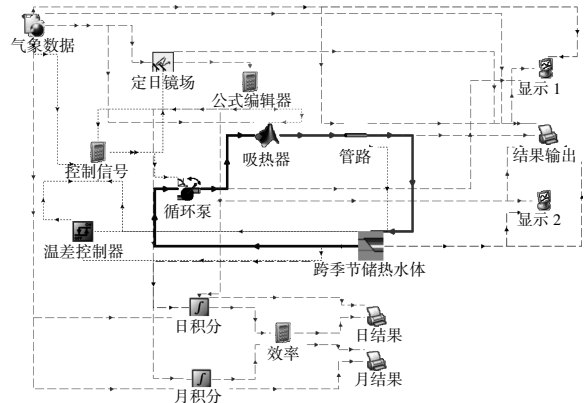 气象数据
定日镜场
公式编辑器
显示 1
控制信号
吸热器
管路
结果输出
循环泵
显示 2
温差控制器
跨季节储热水体
日积分
效率
日结果
月积分
月结果